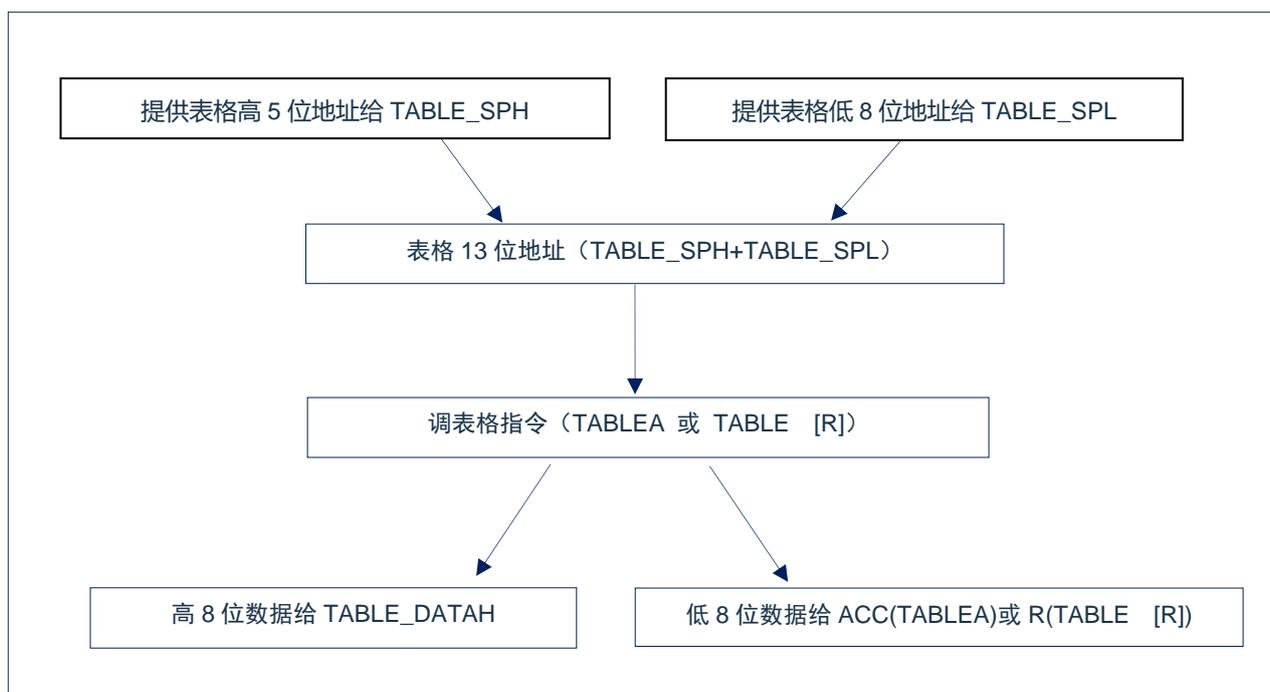 提供表格高 5 位地址给 TABLE_SPH
提供表格低 8 位地址给 TABLE_SPL
表格 13 位地址（TABLE_SPH+TABLE_SPL）
调表格指令（TABLEA 或 TABLE [R]）
高 8 位数据给 TABLE_DATAH
低 8 位数据给 ACC(TABLEA)或 R(TABLE [R])